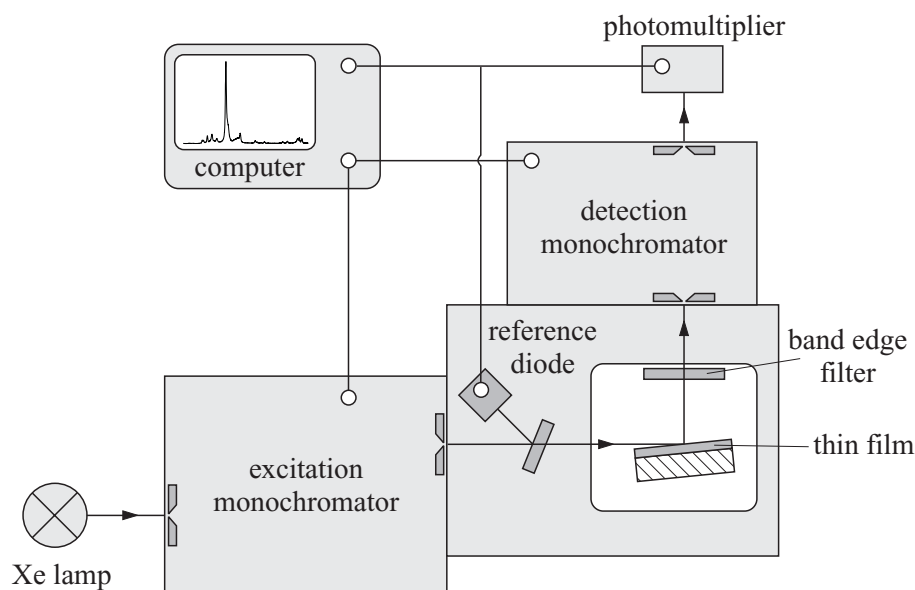 photomultiplier
computer
detection
monochromator
reference
diode
band edge
filter
thin film
excitation
monochromator
Xe lamp